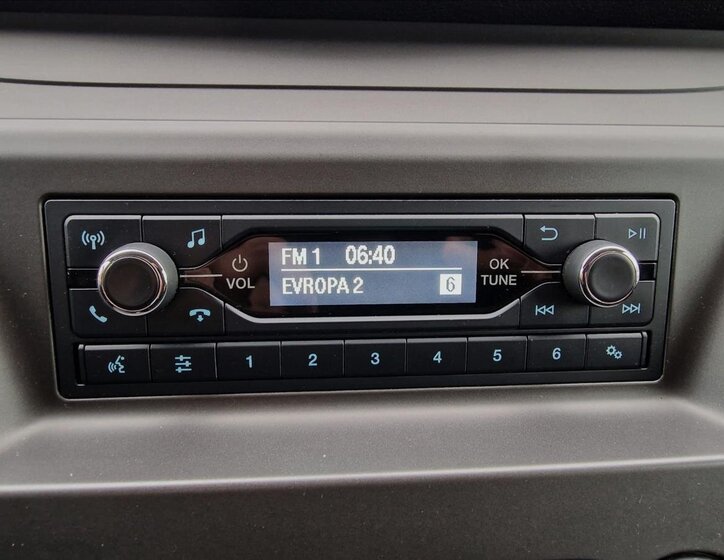 FM 1 06:40
EVROPA 2 6
VOL
OK
TUNE
1 2 3 4 5 6